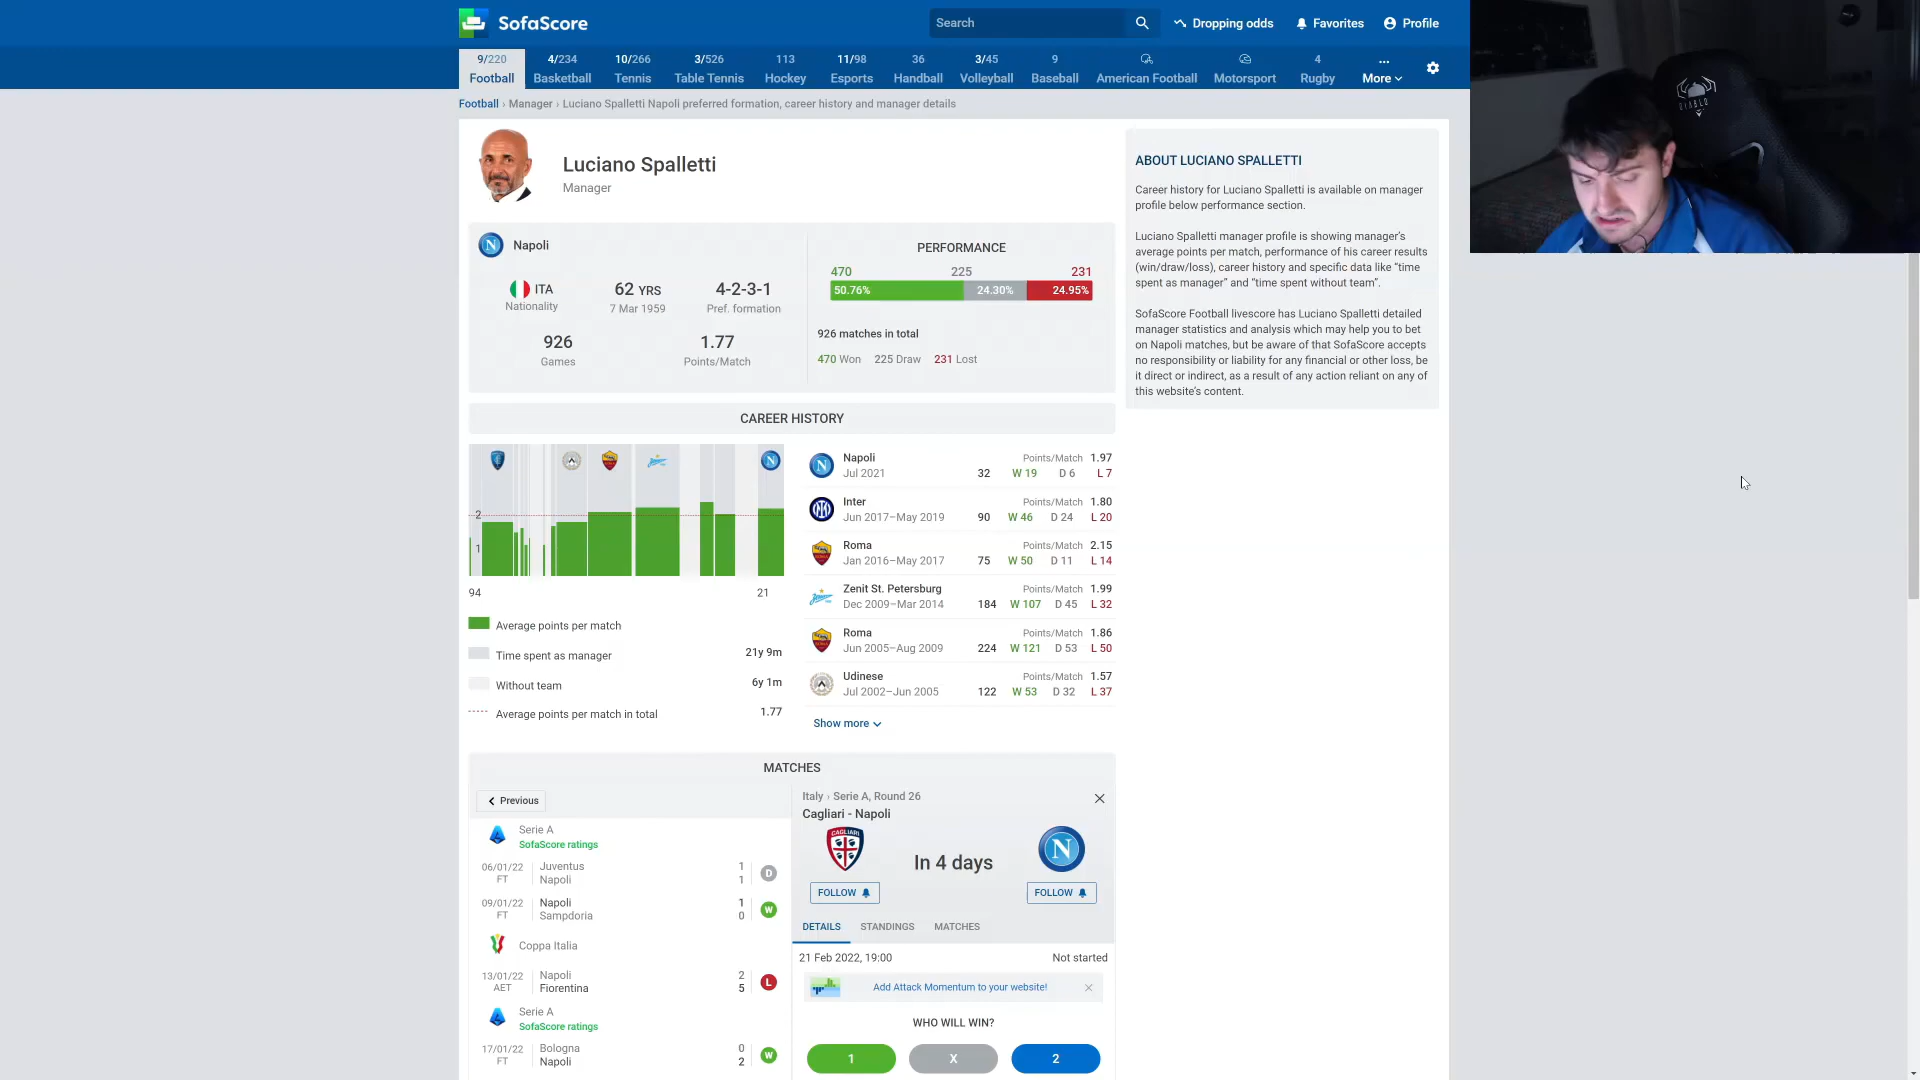 SofaScore
Search
Dropping odds
Favorites
Profile
9/220
Football
4/234
Basketball
10/266
Tennis
3/526
Table Tennis
113
Hockey
11/98
Esports
36
Handball
3/45
Volleyball
9
Baseball
American Football
Motorsport
4
Rugby
...
More
Football › Manager › Luciano Spalletti Napoli preferred formation, career history and manager details
Luciano Spalletti
Manager
N Napoli
ITA
Nationality
62 YRS
7 Mar 1959
4-2-3-1
Pref. formation
926
Games
1.77
Points/Match
PERFORMANCE
470 225 231
50.76% 24.30% 24.95%
926 matches in total
470 Won 225 Draw 231 Lost
ABOUT LUCIANO SPALLETTI
Career history for Luciano Spalletti is available on manager
profile below performance section.
Luciano Spalletti manager profile is showing manager's
average points per match, performance of his career results
(win/draw/loss), career history and specific data like “time
spent as manager” and “time spent without team”.
SofaScore Football livescore has Luciano Spalletti detailed
manager statistics and analysis which may help you to bet
on Napoli matches, but be aware of that SofaScore accepts
no responsibility or liability for any financial or other loss, be
it direct or indirect, as a result of any action reliant on any of
this website's content.
DIABLO
CAREER HISTORY
2
1
94 21
Average points per match
Time spent as manager 21y 9m
Without team 6y 1m
Average points per match in total 1.77
Napoli Points/Match 1.97
Jul 2021 32 W 19 D 6 L 7
Inter Points/Match 1.80
Jun 2017–May 2019 90 W 46 D 24 L 20
Roma Points/Match 2.15
Jan 2016–May 2017 75 W 50 D 11 L 14
Zenit St. Petersburg Points/Match 1.99
Dec 2009–Mar 2014 184 W 107 D 45 L 32
Roma Points/Match 1.86
Jun 2005–Aug 2009 224 W 121 D 53 L 50
Udinese Points/Match 1.57
Jul 2002–Jun 2005 122 W 53 D 32 L 37
Show more
MATCHES
Previous
Serie A
SofaScore ratings
06/01/22 Juventus 1
FT Napoli 1 D
09/01/22 Napoli 1
FT Sampdoria 0 W
Coppa Italia
13/01/22 Napoli 2
AET Fiorentina 5 L
Serie A
SofaScore ratings
17/01/22 Bologna 0
FT Napoli 2 W
Italy › Serie A, Round 26
Cagliari - Napoli
CAGLIARI
In 4 days
N
FOLLOW
FOLLOW
DETAILS STANDINGS MATCHES
21 Feb 2022, 19:00 Not started
Add Attack Momentum to your website!
WHO WILL WIN?
1 X 2